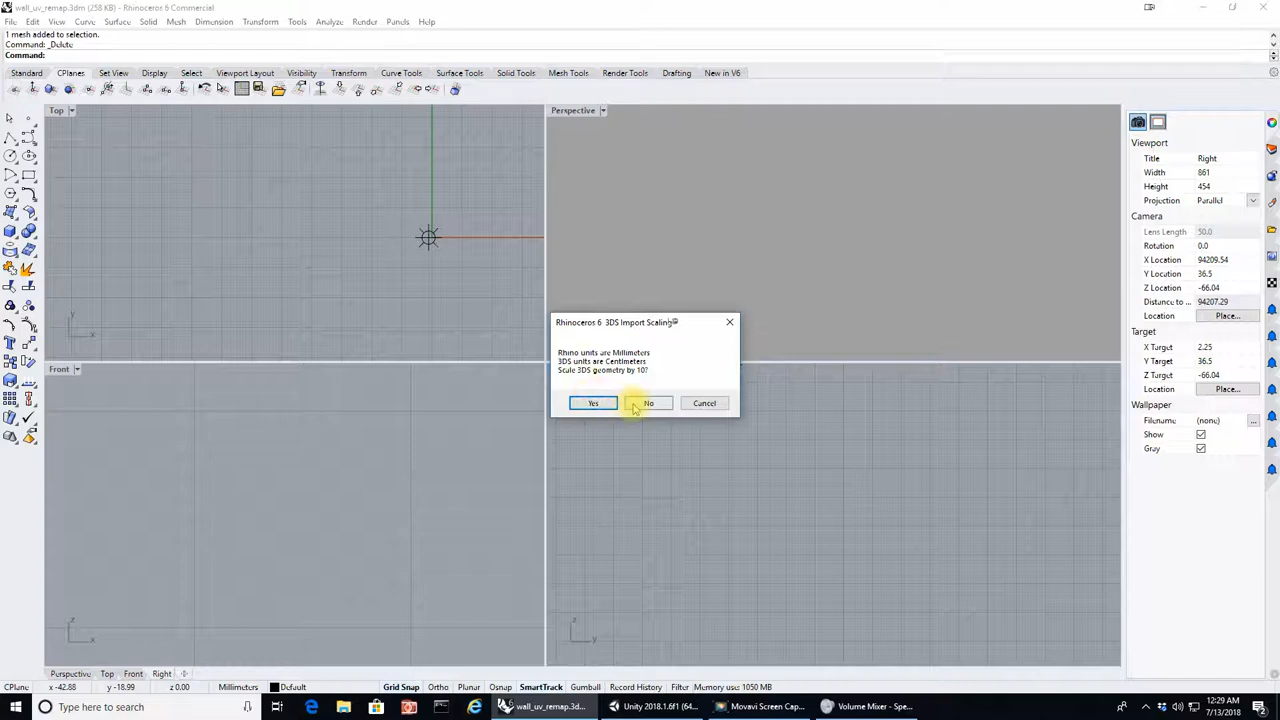 wall_uv_remap.3dm (258 KB) - Rhinoceros 6 Commercial
File Edit View Curve Surface Solid Mesh Dimension Transform Tools Analyze Render Panels Help
1 mesh added to selection.
Command: _Delete
Command:
Standard CPlanes Set View Display Select Viewport Layout Visibility Transform Curve Tools Surface Tools Solid Tools Mesh Tools Render Tools Drafting New in V6
Top
y
x
Perspective
Front
z
x
z
y
Rhinoceros 6 3DS Import Scaling
Rhino units are Millimeters
3DS units are Centimeters
Scale 3DS geometry by 10?
Yes No Cancel
Viewport
Title Right
Width 861
Height 454
Projection Parallel
Camera
Lens Length 50.0
Rotation 0.0
X Location 94209.54
Y Location 36.5
Z Location -66.04
Distance to ... 94207.29
Location Place...
Target
X Target 2.25
Y Target 36.5
Z Target -66.04
Location Place...
Wallpaper
Filename (none) ...
Show
Gray
Perspective Top Front Right
CPlane x -42.88 y -18.99 z 0.00 Millimeters Default Grid Snap Ortho Planar Osnap SmartTrack Gumball Record History Filter Memory use: 1050 MB
Type here to search
wall_uv_remap.3d... Unity 2018.1.6f1 (64... Movavi Screen Cap... Volume Mixer - Spe...
12:29 AM
7/13/2018